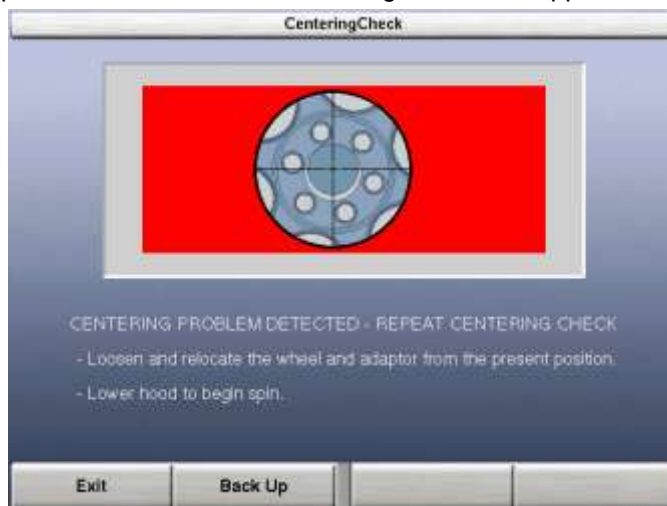 CenteringCheck
CENTERING PROBLEM DETECTED - REPEAT CENTERING CHECK
- Loosen and relocate the wheel and adaptor from the present position.
- Lower hood to begin spin.
Exit Back Up